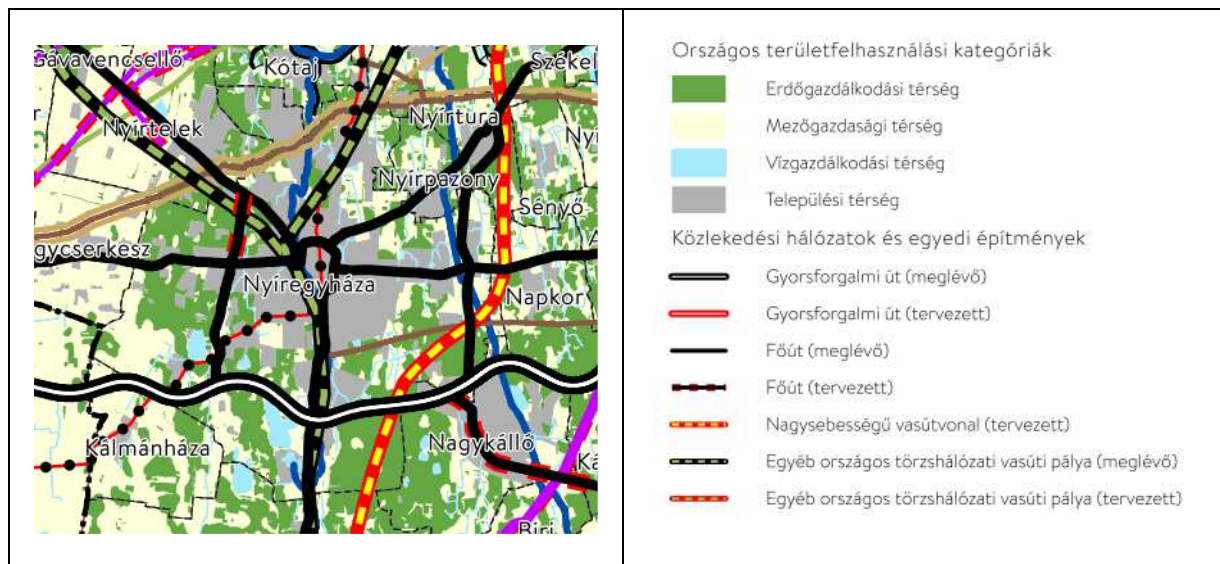 Gávavencsellő
Kótaj
Székel
Nyírtelek
Nyírtura
Nyírpazony
Sényő
gycserkesz
Nyíregyháza
Napkor
Kálmánháza
Nagykálló
Biri
Országos területfelhasználási kategóriák
Erdőgazdálkodási térség
Mezőgazdasági térség
Vízgazdálkodási térség
Települési térség
Közlekedési hálózatok és egyedi építmények
Gyorsforgalmi út (meglévő)
Gyorsforgalmi út (tervezett)
Főút (meglévő)
Főút (tervezett)
Nagysebességű vasútvonal (tervezett)
Egyéb országos törzshálózati vasúti pálya (meglévő)
Egyéb országos törzshálózati vasúti pálya (tervezett)